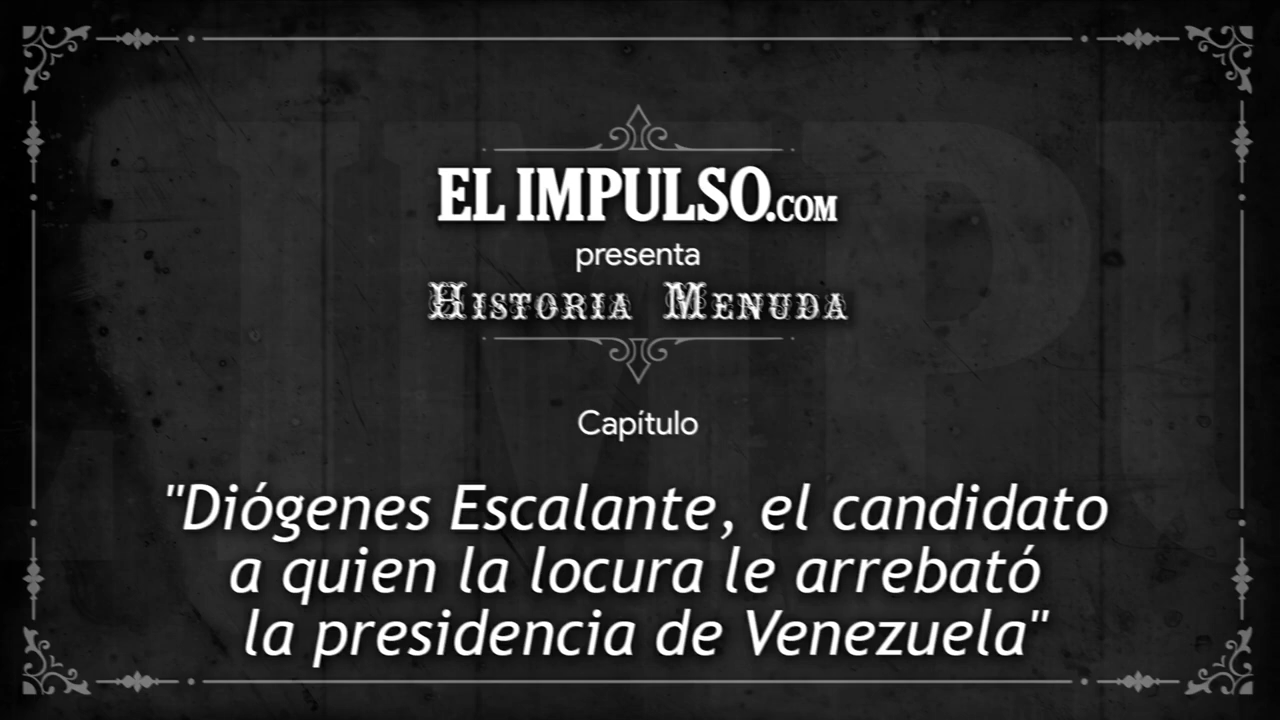 EL IMPULSO.COM
presenta
HISTORIA MENUDA
Capítulo
"Diógenes Escalante, el candidato
a quien la locura le arrebató
la presidencia de Venezuela"